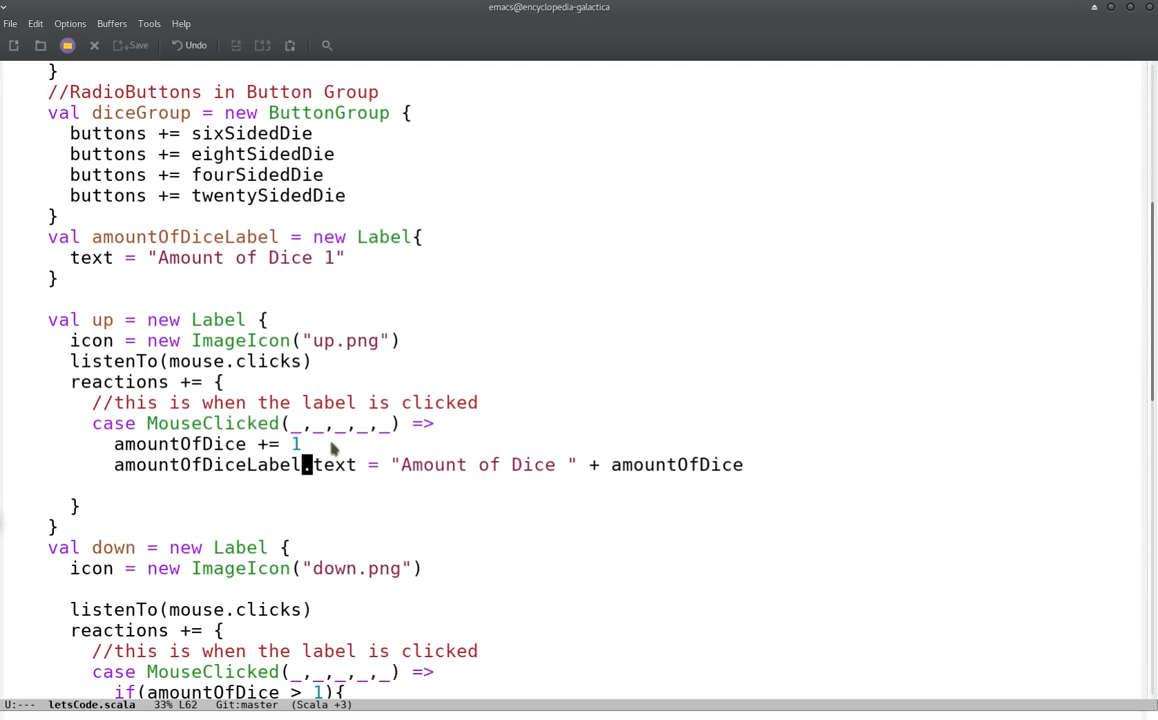 emacs@encyclopedia-galactica
File Edit Options Buffers Tools Help
Save Undo
}
//RadioButtons in Button Group
val diceGroup = new ButtonGroup {
buttons += sixSidedDie
buttons += eightSidedDie
buttons += fourSidedDie
buttons += twentySidedDie
}
val amountOfDiceLabel = new Label{
text = "Amount of Dice 1"
}
val up = new Label {
icon = new ImageIcon("up.png")
listenTo(mouse.clicks)
reactions += {
//this is when the label is clicked
case MouseClicked(_,_,_,_,_) =>
amountOfDice += 1
amountOfDiceLabel.text = "Amount of Dice " + amountOfDice
}
}
val down = new Label {
icon = new ImageIcon("down.png")
listenTo(mouse.clicks)
reactions += {
//this is when the label is clicked
case MouseClicked(_,_,_,_,_) =>
if(amountOfDice > 1){
U:--- letsCode.scala 33% L62 Git:master (Scala +3)